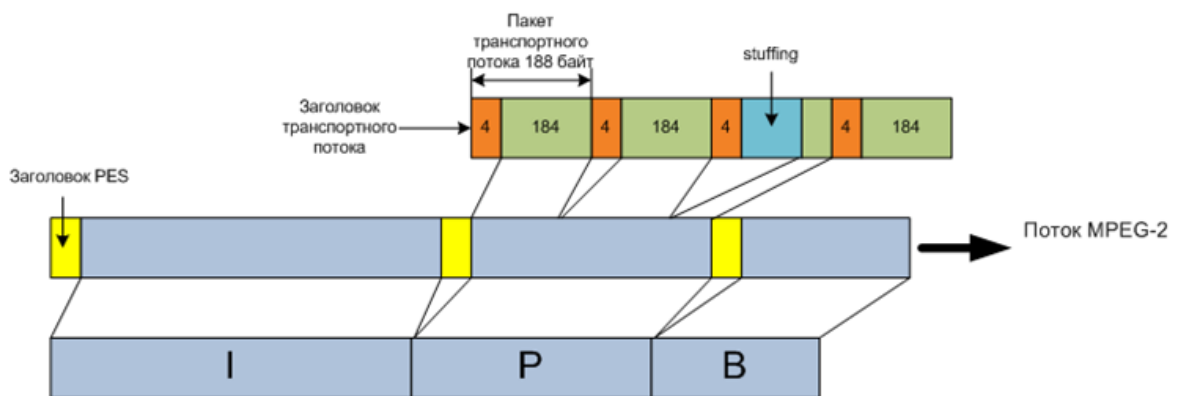 Пакет
транспортного
потока 188 байт
stuffing
Заголовок
транспортного
потока
4 184 4 184 4 4 184
Заголовок PES
Поток MPEG-2
I P B